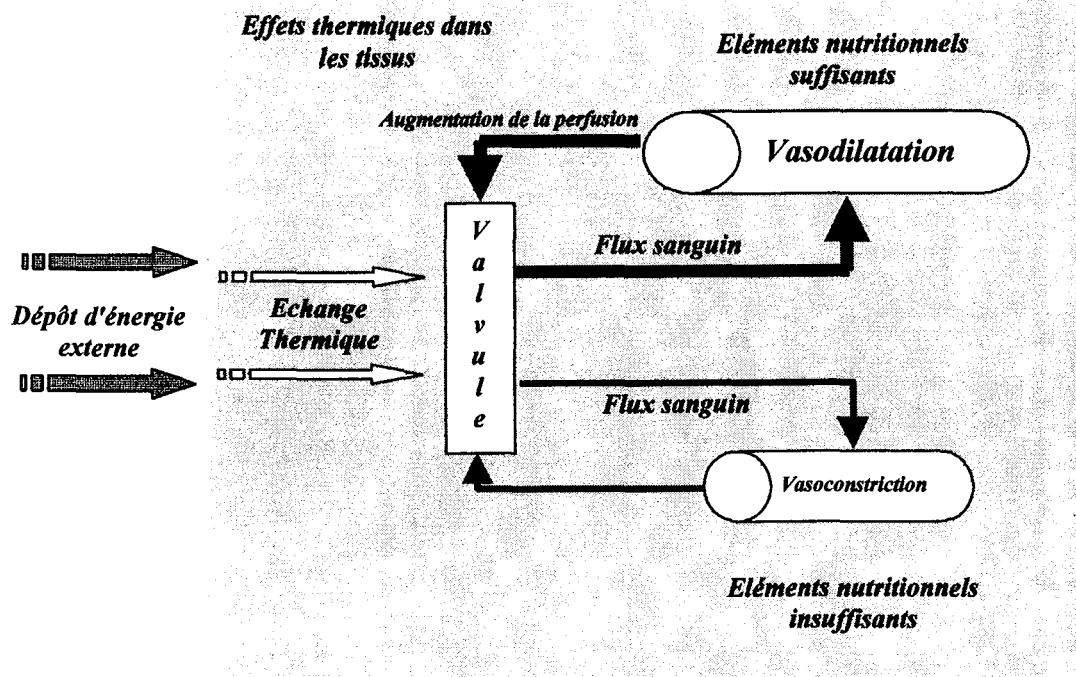 Effets thermiques dans
les tissus
Eléments nutritionnels
suffisants
Augmentation de la perfusion
Vasodilatation
Valvule
Flux sanguin
Dépôt d'énergie
externe
Echange
Thermique
Flux sanguin
Vasoconstriction
Eléments nutritionnels
insuffisants